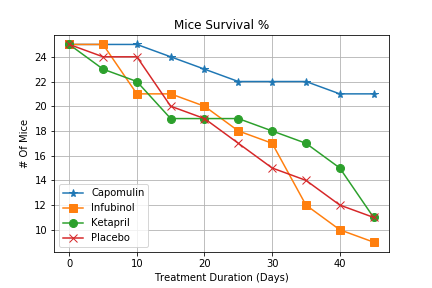 Mice Survival %
# Of Mice
24
22
20
18
16
14
12
10
Capomulin
Infubinol
Ketapril
Placebo
0 10 20 30 40
Treatment Duration (Days)